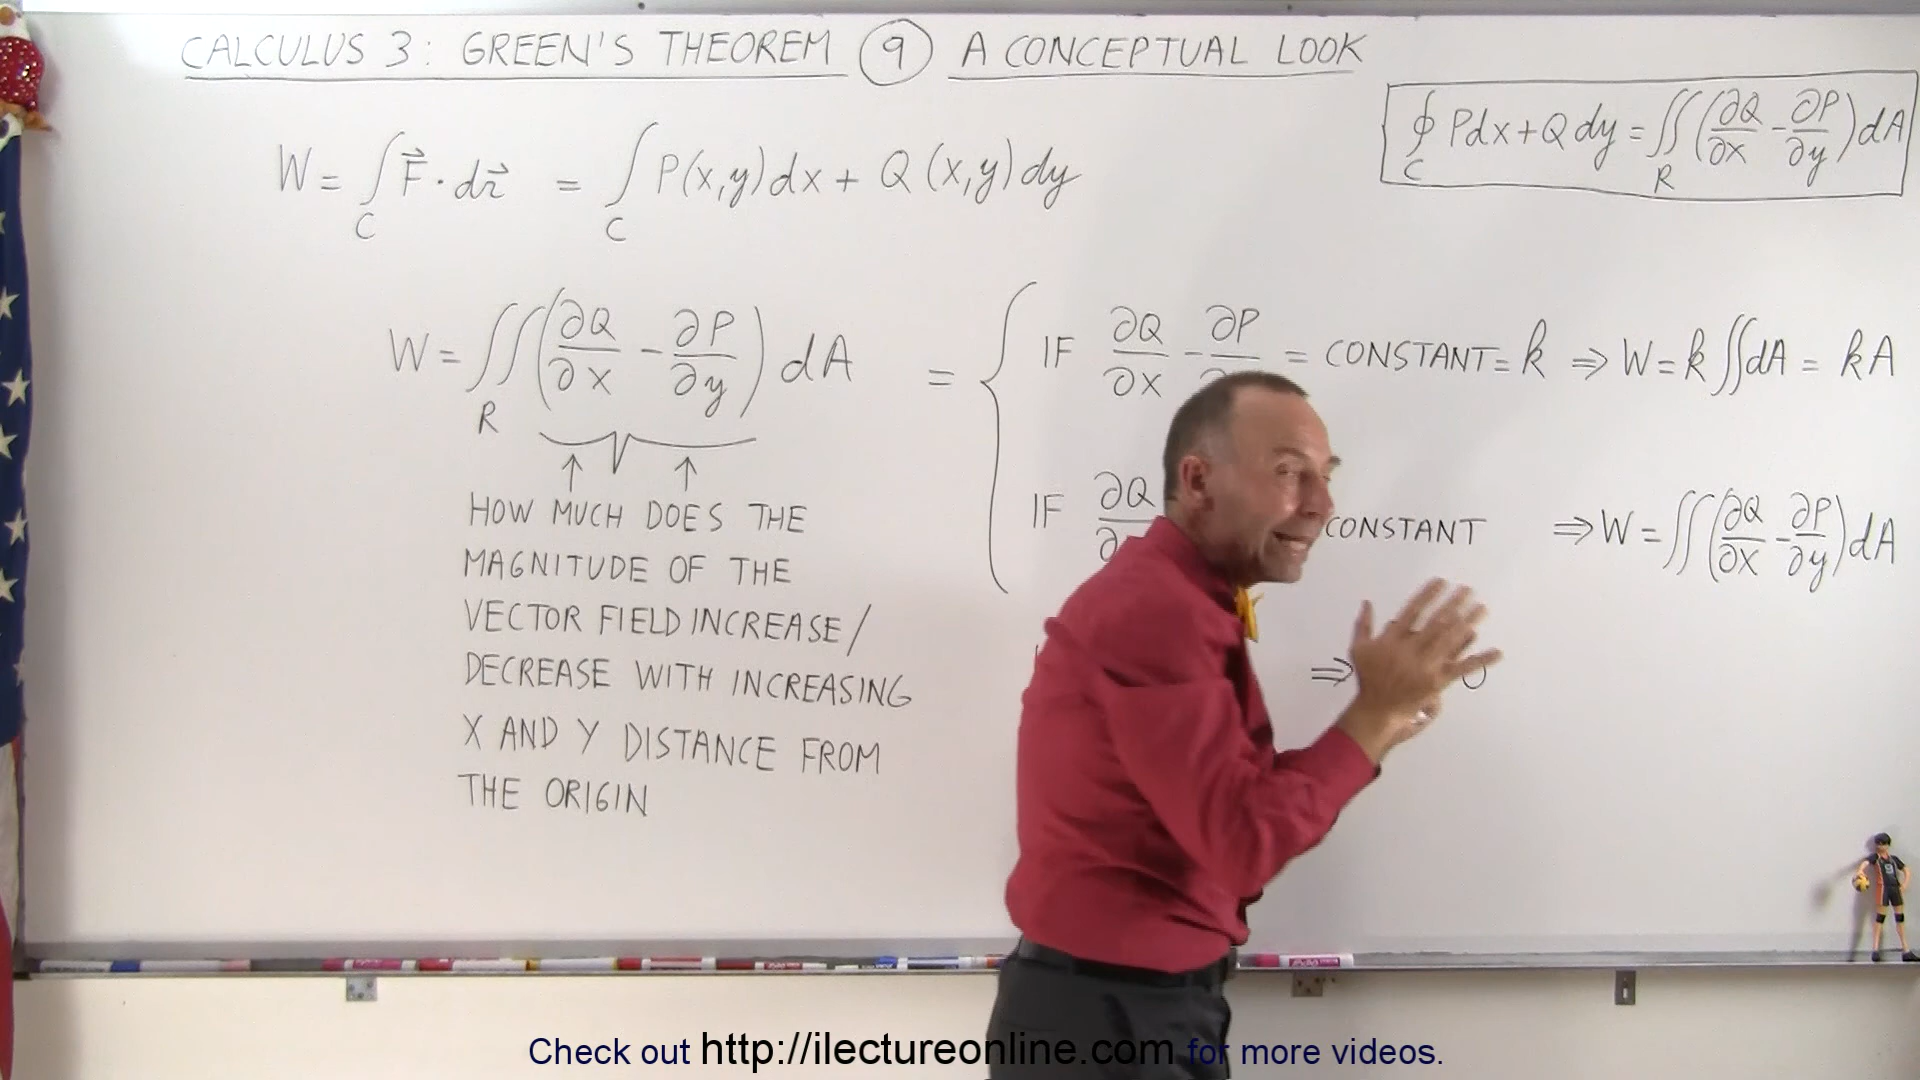 CALCULUS 3: GREEN'S THEOREM 9 A CONCEPTUAL LOOK
∮_C Pdx+Qdy = ∬_R (∂Q/∂x - ∂P/∂y) dA
W = ∫_C F⃗ · dr⃗ = ∫_C P(x,y)dx + Q(x,y)dy
W = ∬_R (∂Q/∂x - ∂P/∂y) dA = {
IF ∂Q/∂x - ∂P = CONSTANT = k ⇒ W = k∬dA = kA
IF ∂Q CONSTANT ⇒ W = ∬(∂Q/∂x - ∂P/∂y)dA
⇒
↑ ↑
HOW MUCH DOES THE
MAGNITUDE OF THE
VECTOR FIELD INCREASE/
DECREASE WITH INCREASING
X AND Y DISTANCE FROM
THE ORIGIN
Check out http://ilectureonline.com for more videos.